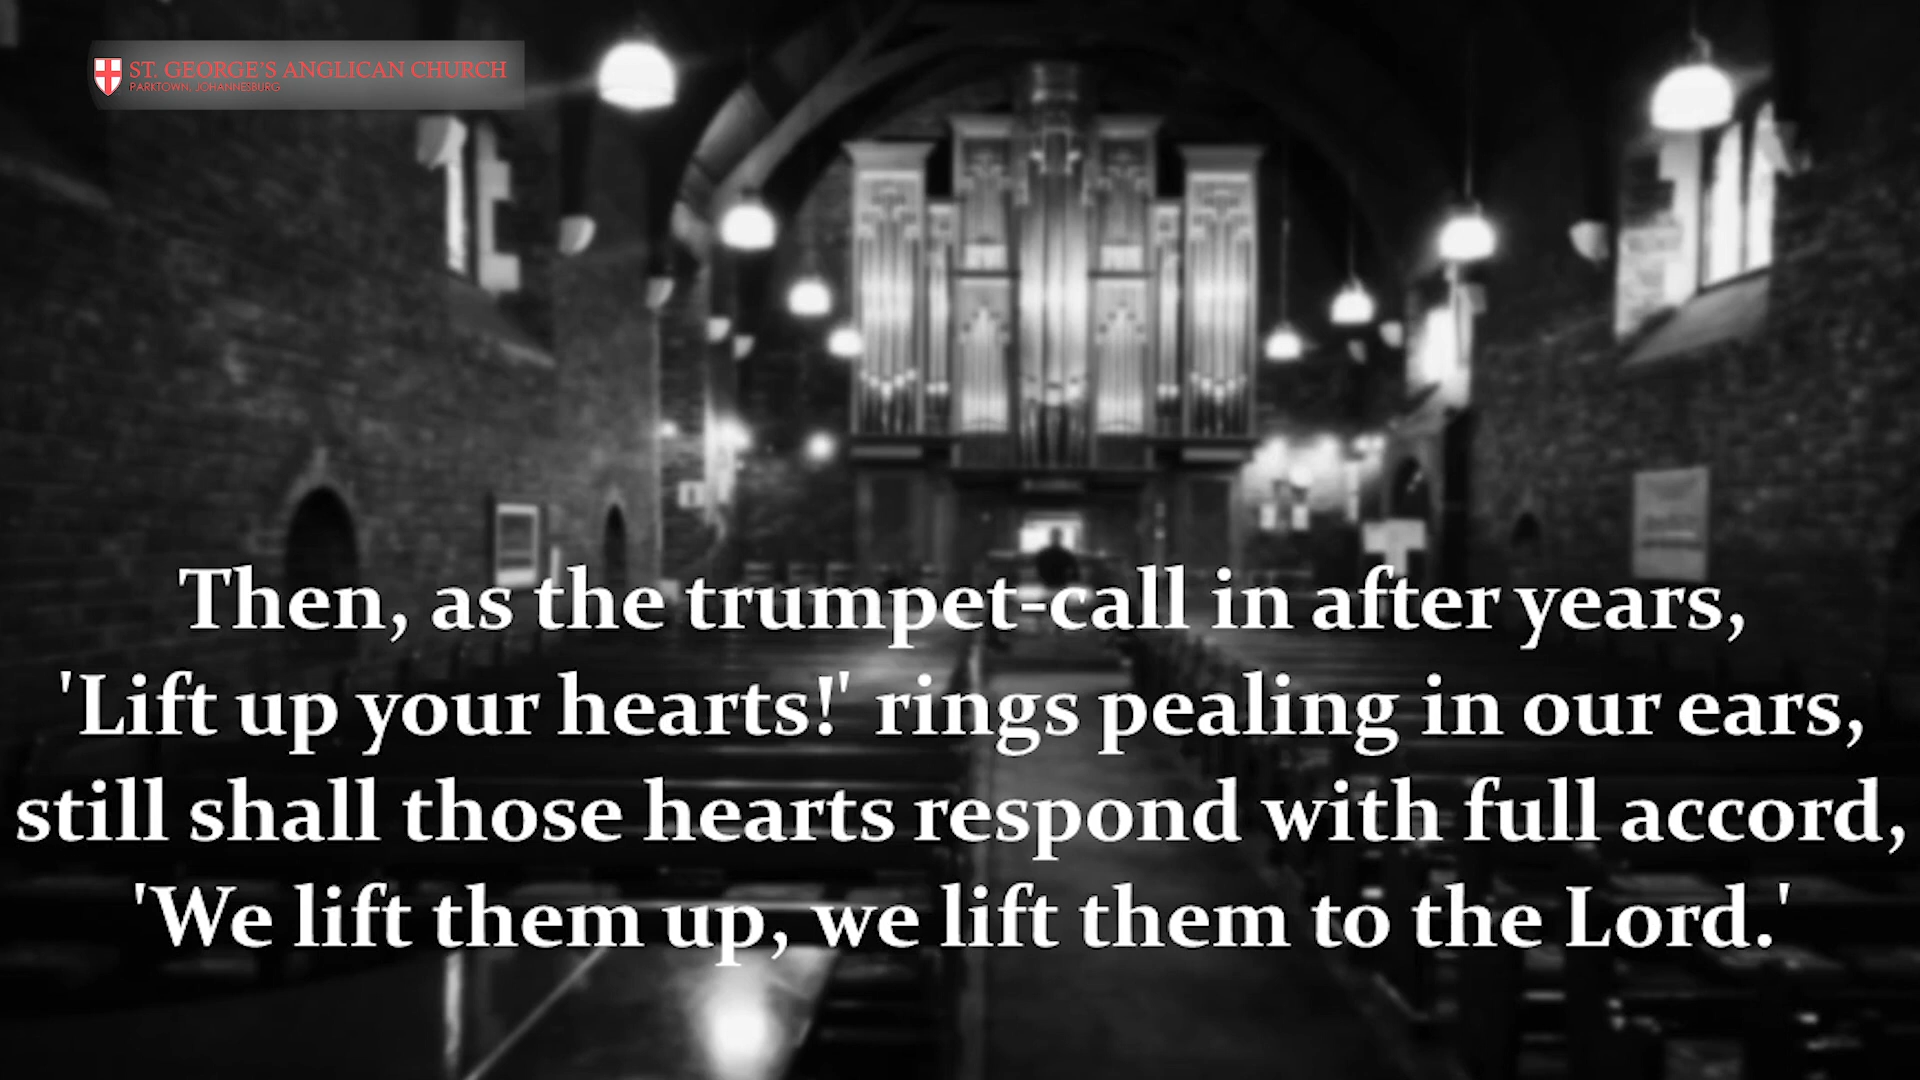 ST. GEORGE'S ANGLICAN CHURCH
PARKTOWN, JOHANNESBURG
Then, as the trumpet-call in after years,
'Lift up your hearts!' rings pealing in our ears,
still shall those hearts respond with full accord,
'We lift them up, we lift them to the Lord.'